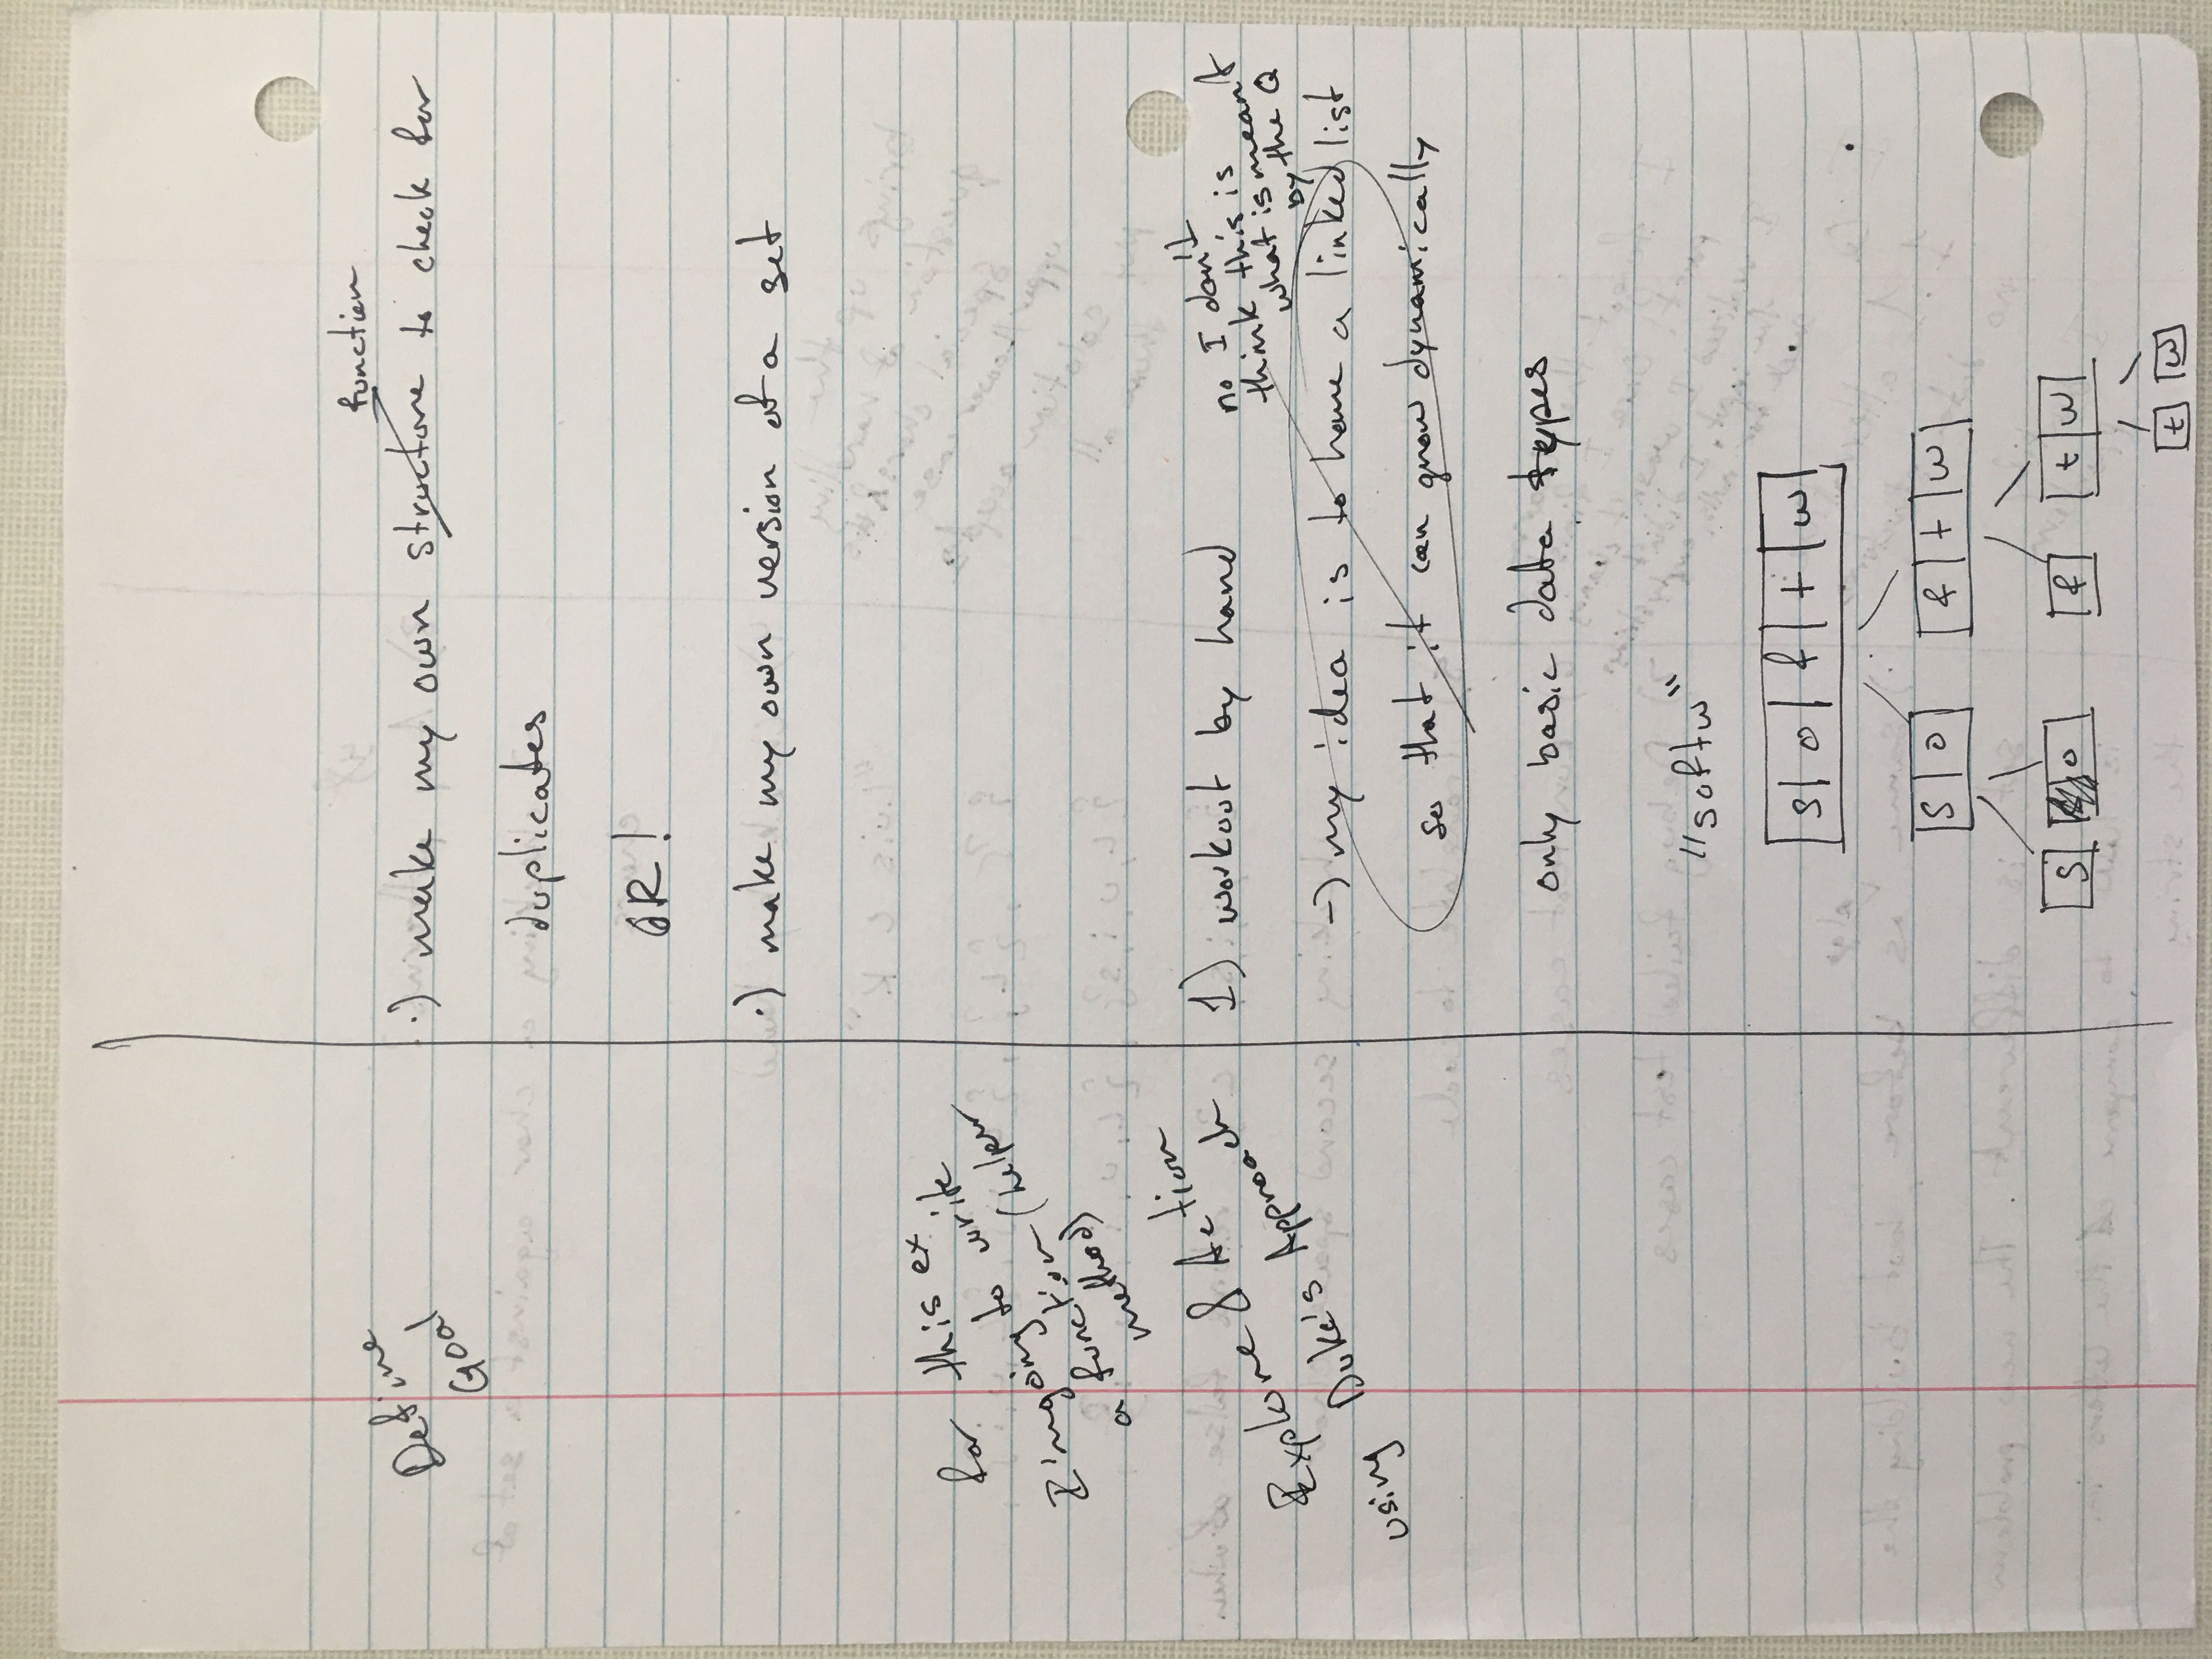 Define
Goal
function
·) make my own structure to check for
duplicates
OR!
·) make my own version of a set
for this ex
I'm going to write
a function (helper
method)
Explore & Action
using Duke's Approach
1) workout by hand
no I don't
think this is
what is meant
by the Q
-) my idea is to have a linked list
so that it can grow dynamically
only basic data types
"softw"
s o f t w
s o f t w
s o f t w
t w